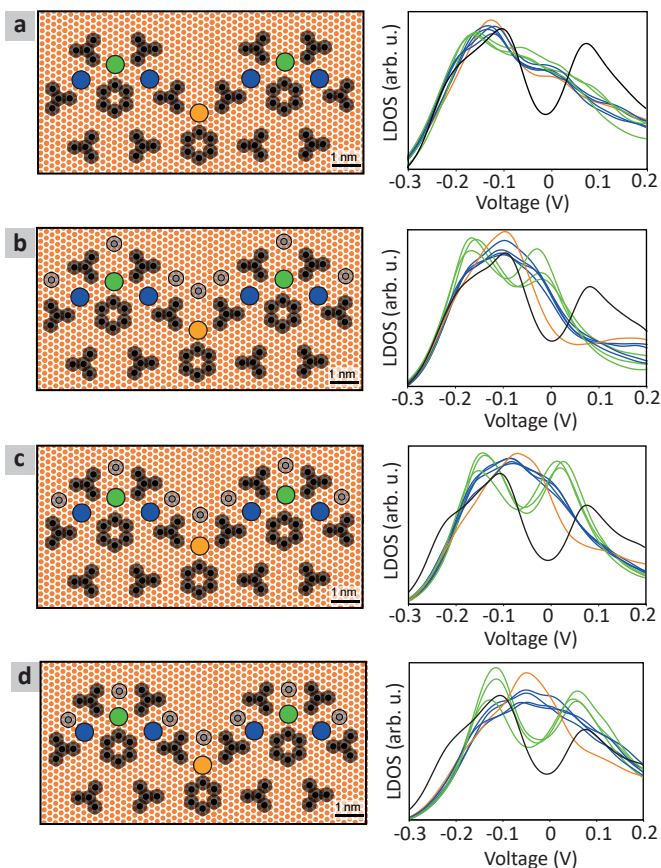 a
1 nm
LDOS (arb. u.)
-0.3 -0.2 -0.1 0 0.1 0.2
Voltage (V)
b
1 nm
LDOS (arb. u.)
-0.3 -0.2 -0.1 0 0.1 0.2
Voltage (V)
c
1 nm
LDOS (arb. u.)
-0.3 -0.2 -0.1 0 0.1 0.2
Voltage (V)
d
1 nm
LDOS (arb. u.)
-0.3 -0.2 -0.1 0 0.1 0.2
Voltage (V)